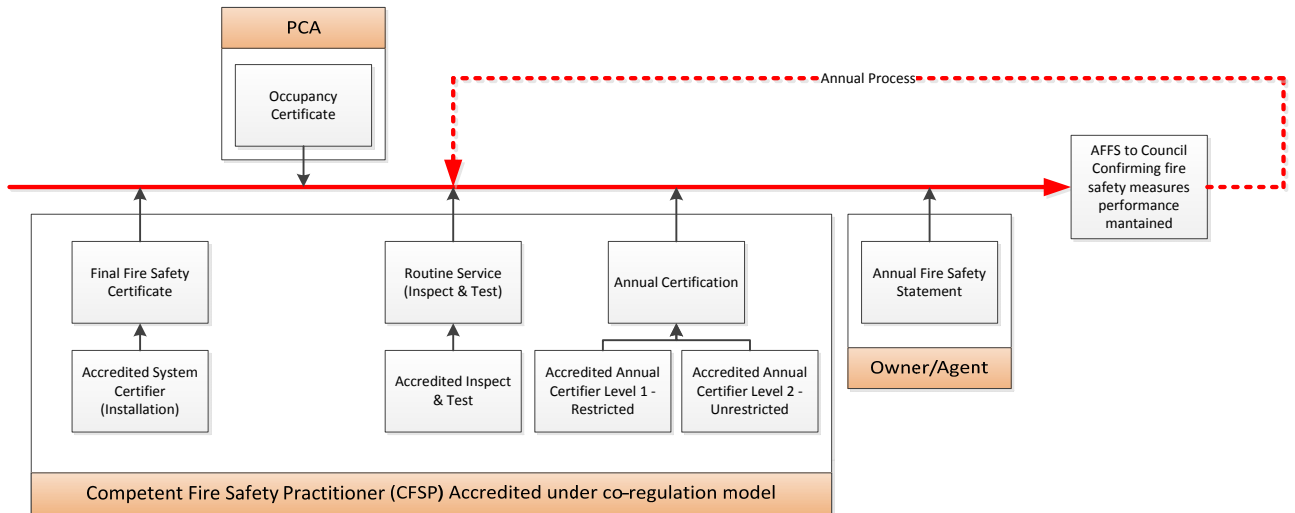 PCA
Occupancy
Certificate
Annual Process
AFFS to Council
Confirming fire
safety measures
performance
mantained
Final Fire Safety
Certificate
Routine Service
(Inspect & Test)
Annual Certification
Annual Fire Safety
Statement
Accredited System
Certifier
(Installation)
Accredited Inspect
& Test
Accredited Annual
Certifier Level 1 -
Restricted
Accredited Annual
Certifier Level 2 -
Unrestricted
Owner/Agent
Competent Fire Safety Practitioner (CFSP) Accredited under co-regulation model